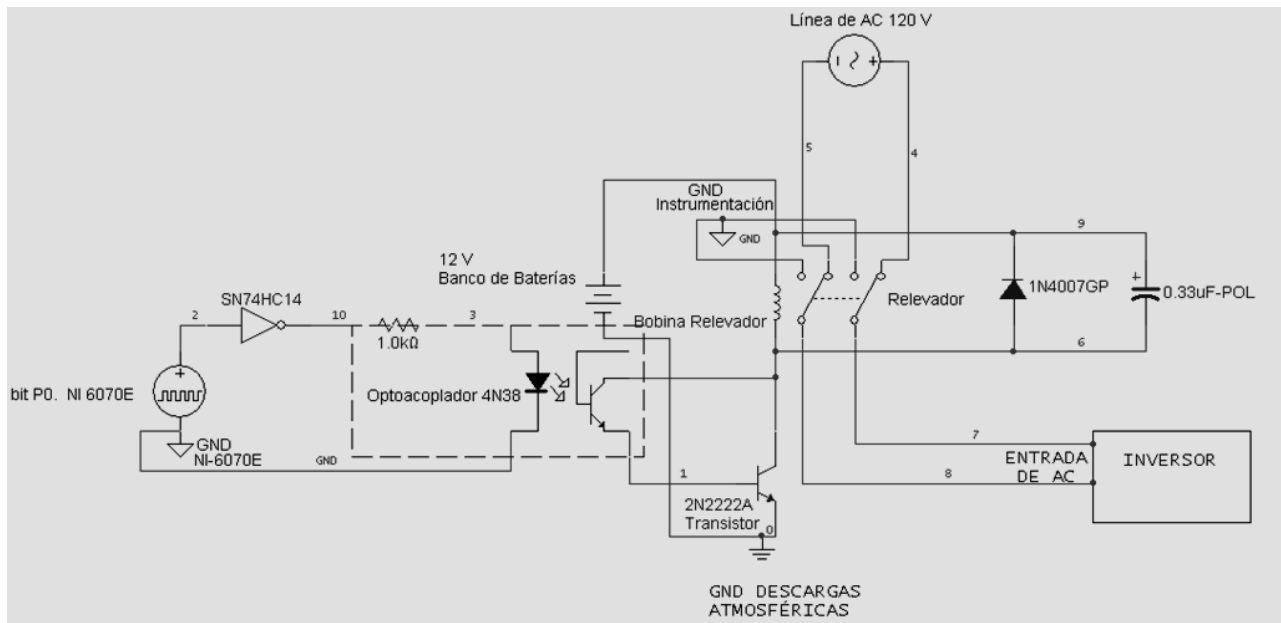 Línea de AC 120 V
5
4
GND
Instrumentación
GND
9
12 V
Banco de Baterías
SN74HC14
1N4007GP
+
0.33uF-POL
Relevador
2
10
3
Bobina Relevador
1.0kΩ
6
bit P0. NI 6070E
Optoacoplador 4N38
GND
NI-6070E
GND
7
ENTRADA
DE AC
INVERSOR
1
8
2N2222A
Transistor
0
GND DESCARGAS
ATMOSFÉRICAS